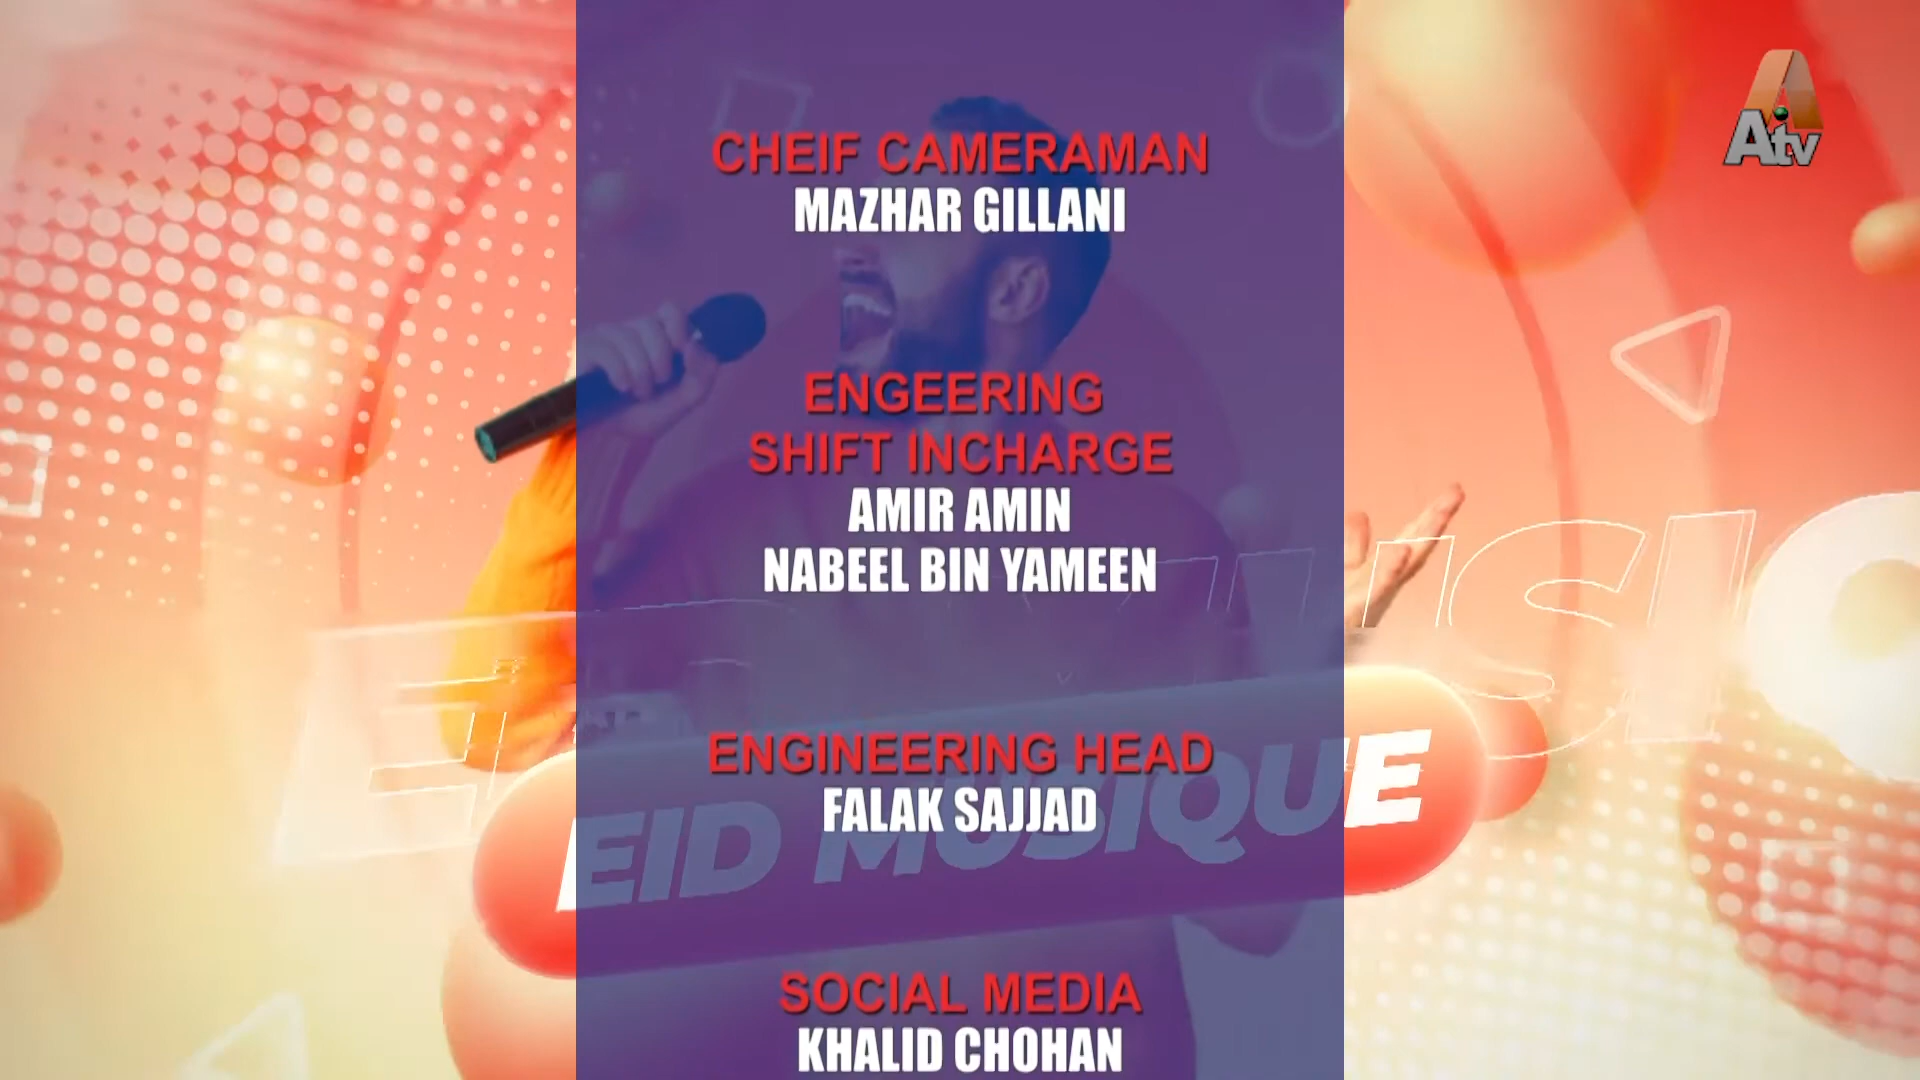 Atv
CHEIF CAMERAMAN
MAZHAR GILLANI
ENGEERING
SHIFT INCHARGE
AMIR AMIN
NABEEL BIN YAMEEN
ENGINEERING HEAD
FALAK SAJJAD
EID MUSIQUE
SOCIAL MEDIA
KHALID CHOHAN